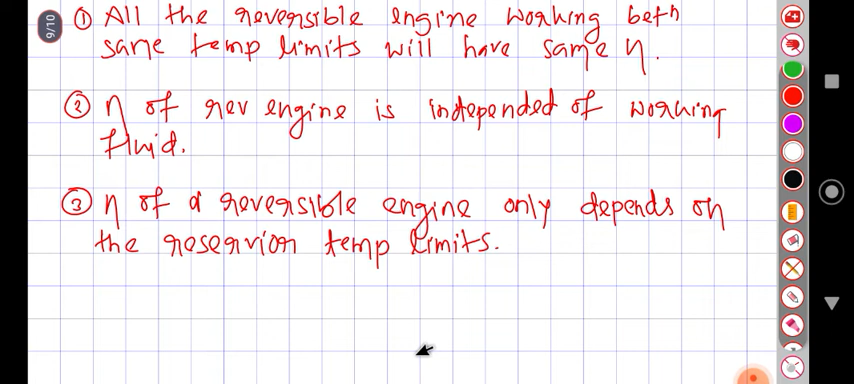 9/10
① All the reversible engine working betn
same temp limits will have same η.
② η of rev engine is independed of working
fluid.
③ η of a reversible engine only depends on
the reservior temp limits.